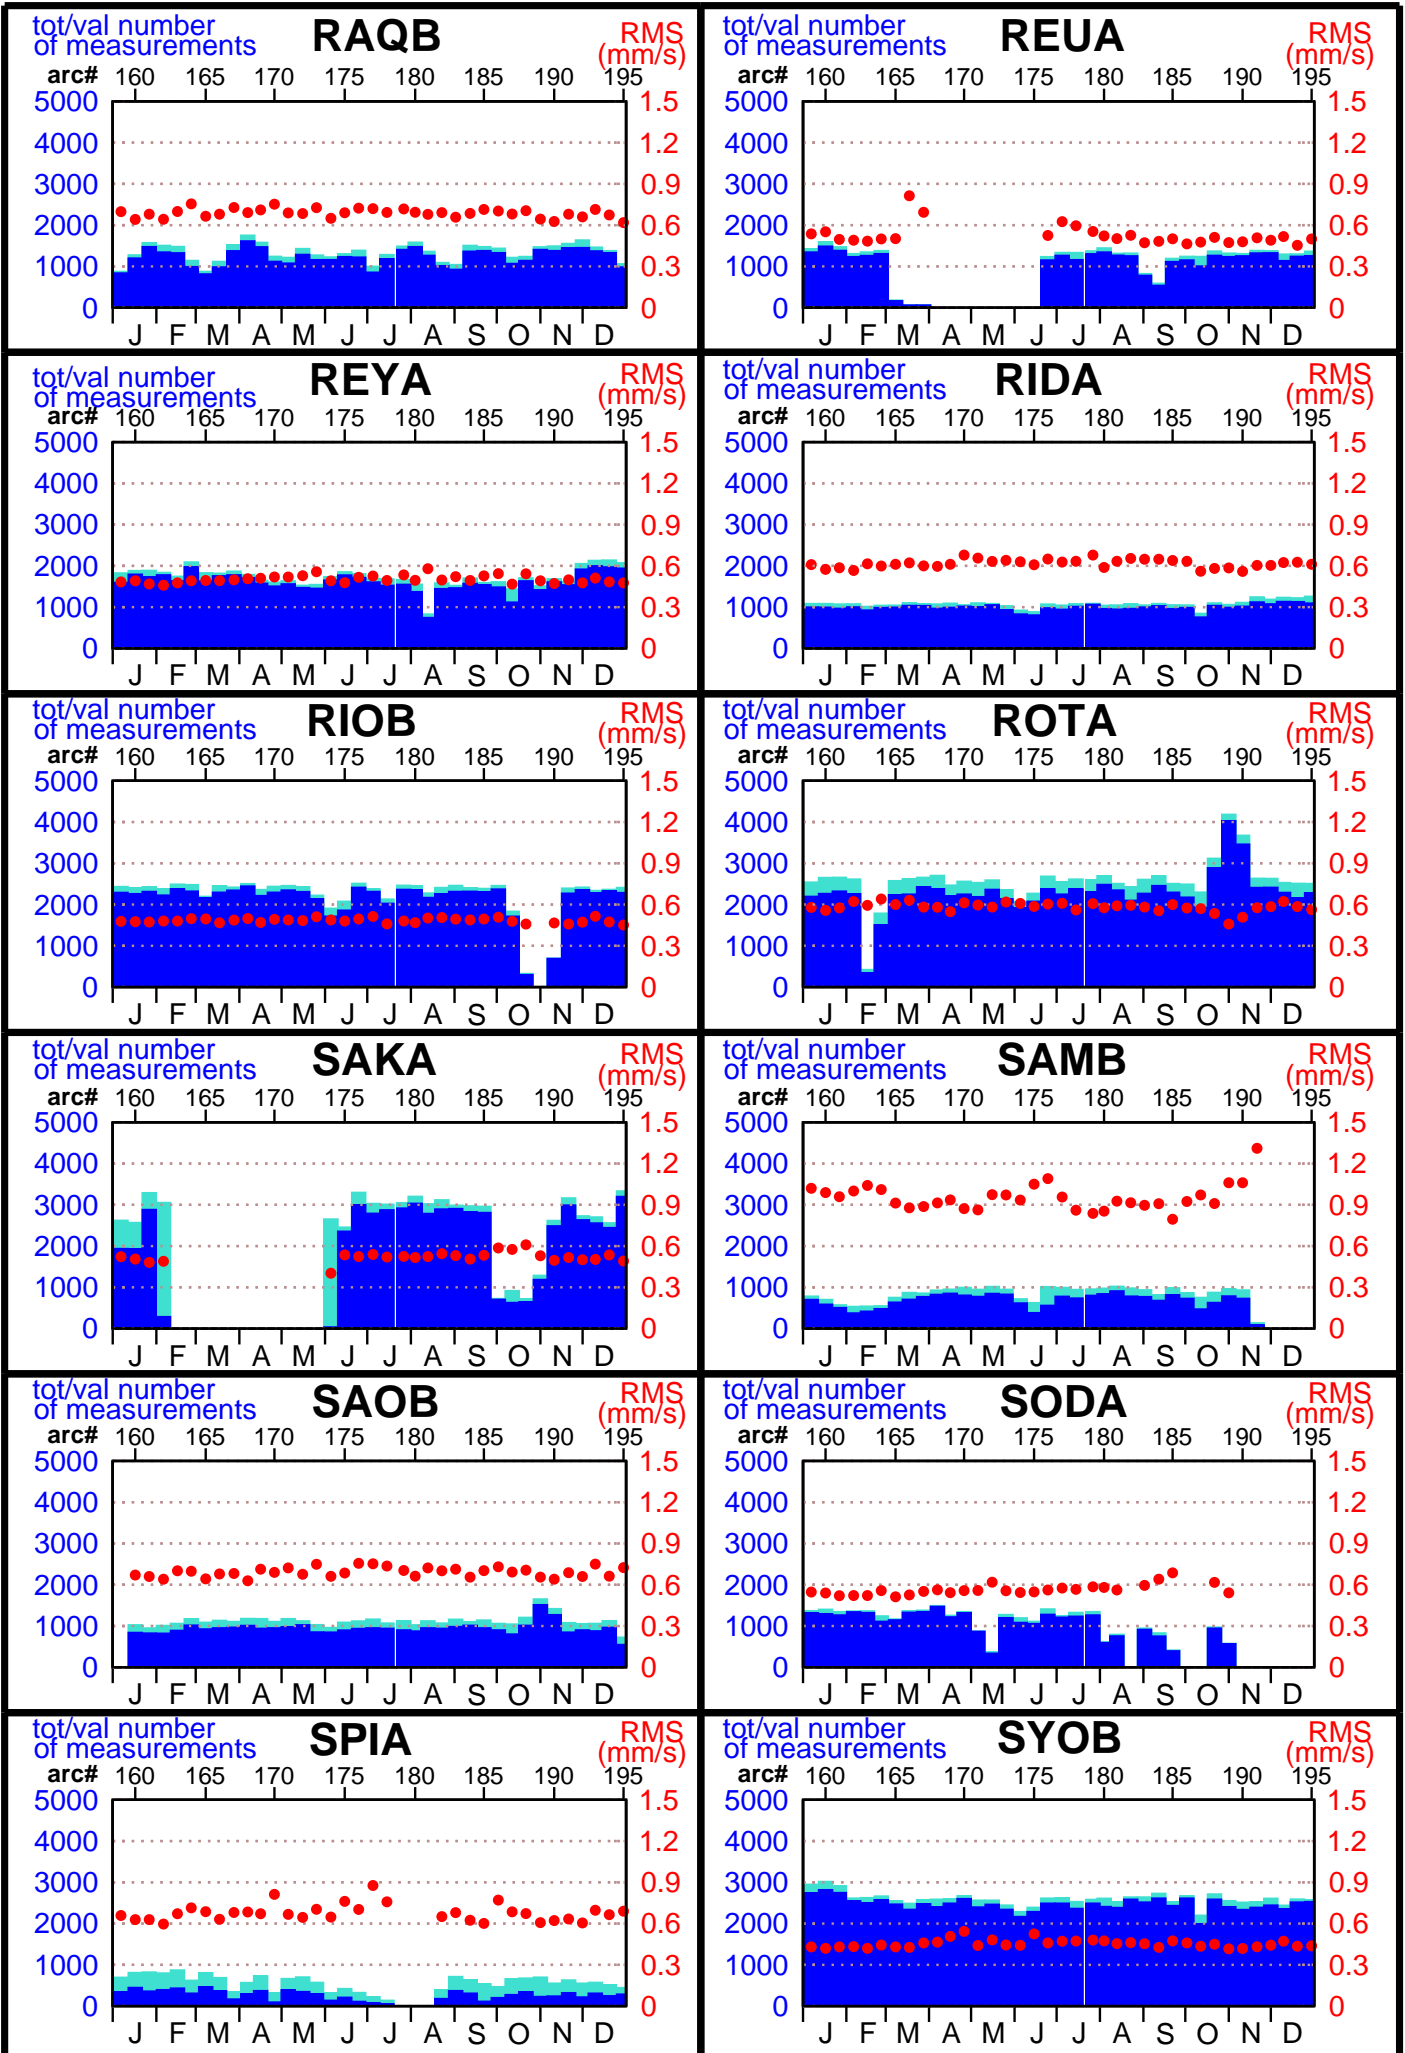 tot/val number
of measurements
RAQB
RMS
(mm/s)
arc# 160 165 170 175 180 185 190 195
5000 1.5
4000 1.2
3000 0.9
2000 0.6
1000 0.3
0 0
J F M A M J J A S O N D
tot/val number
of measurements
REUA
RMS
(mm/s)
arc# 160 165 170 175 180 185 190 195
5000 1.5
4000 1.2
3000 0.9
2000 0.6
1000 0.3
0 0
J F M A M J J A S O N D
tot/val number
of measurements
REYA
RMS
(mm/s)
arc# 160 165 170 175 180 185 190 195
5000 1.5
4000 1.2
3000 0.9
2000 0.6
1000 0.3
0 0
J F M A M J J A S O N D
tot/val number
of measurements
RIDA
RMS
(mm/s)
arc# 160 165 170 175 180 185 190 195
5000 1.5
4000 1.2
3000 0.9
2000 0.6
1000 0.3
0 0
J F M A M J J A S O N D
tot/val number
of measurements
RIOB
RMS
(mm/s)
arc# 160 165 170 175 180 185 190 195
5000 1.5
4000 1.2
3000 0.9
2000 0.6
1000 0.3
0 0
J F M A M J J A S O N D
tot/val number
of measurements
ROTA
RMS
(mm/s)
arc# 160 165 170 175 180 185 190 195
5000 1.5
4000 1.2
3000 0.9
2000 0.6
1000 0.3
0 0
J F M A M J J A S O N D
tot/val number
of measurements
SAKA
RMS
(mm/s)
arc# 160 165 170 175 180 185 190 195
5000 1.5
4000 1.2
3000 0.9
2000 0.6
1000 0.3
0 0
J F M A M J J A S O N D
tot/val number
of measurements
SAMB
RMS
(mm/s)
arc# 160 165 170 175 180 185 190 195
5000 1.5
4000 1.2
3000 0.9
2000 0.6
1000 0.3
0 0
J F M A M J J A S O N D
tot/val number
of measurements
SAOB
RMS
(mm/s)
arc# 160 165 170 175 180 185 190 195
5000 1.5
4000 1.2
3000 0.9
2000 0.6
1000 0.3
0 0
J F M A M J J A S O N D
tot/val number
of measurements
SODA
RMS
(mm/s)
arc# 160 165 170 175 180 185 190 195
5000 1.5
4000 1.2
3000 0.9
2000 0.6
1000 0.3
0 0
J F M A M J J A S O N D
tot/val number
of measurements
SPIA
RMS
(mm/s)
arc# 160 165 170 175 180 185 190 195
5000 1.5
4000 1.2
3000 0.9
2000 0.6
1000 0.3
0 0
J F M A M J J A S O N D
tot/val number
of measurements
SYOB
RMS
(mm/s)
arc# 160 165 170 175 180 185 190 195
5000 1.5
4000 1.2
3000 0.9
2000 0.6
1000 0.3
0 0
J F M A M J J A S O N D